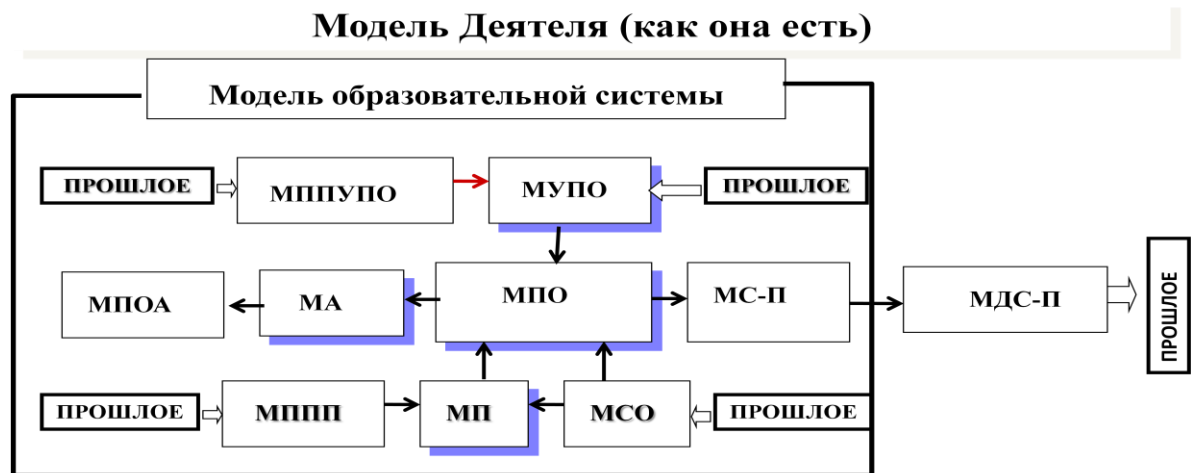 Модель Деятеля (как она есть)
Модель образовательной системы
ПРОШЛОЕ
МППУПО
МУПО
ПРОШЛОЕ
МПОА
МА
МПО
МС-П
МДС-П
ПРОШЛОЕ
ПРОШЛОЕ
МППП
МП
МСО
ПРОШЛОЕ